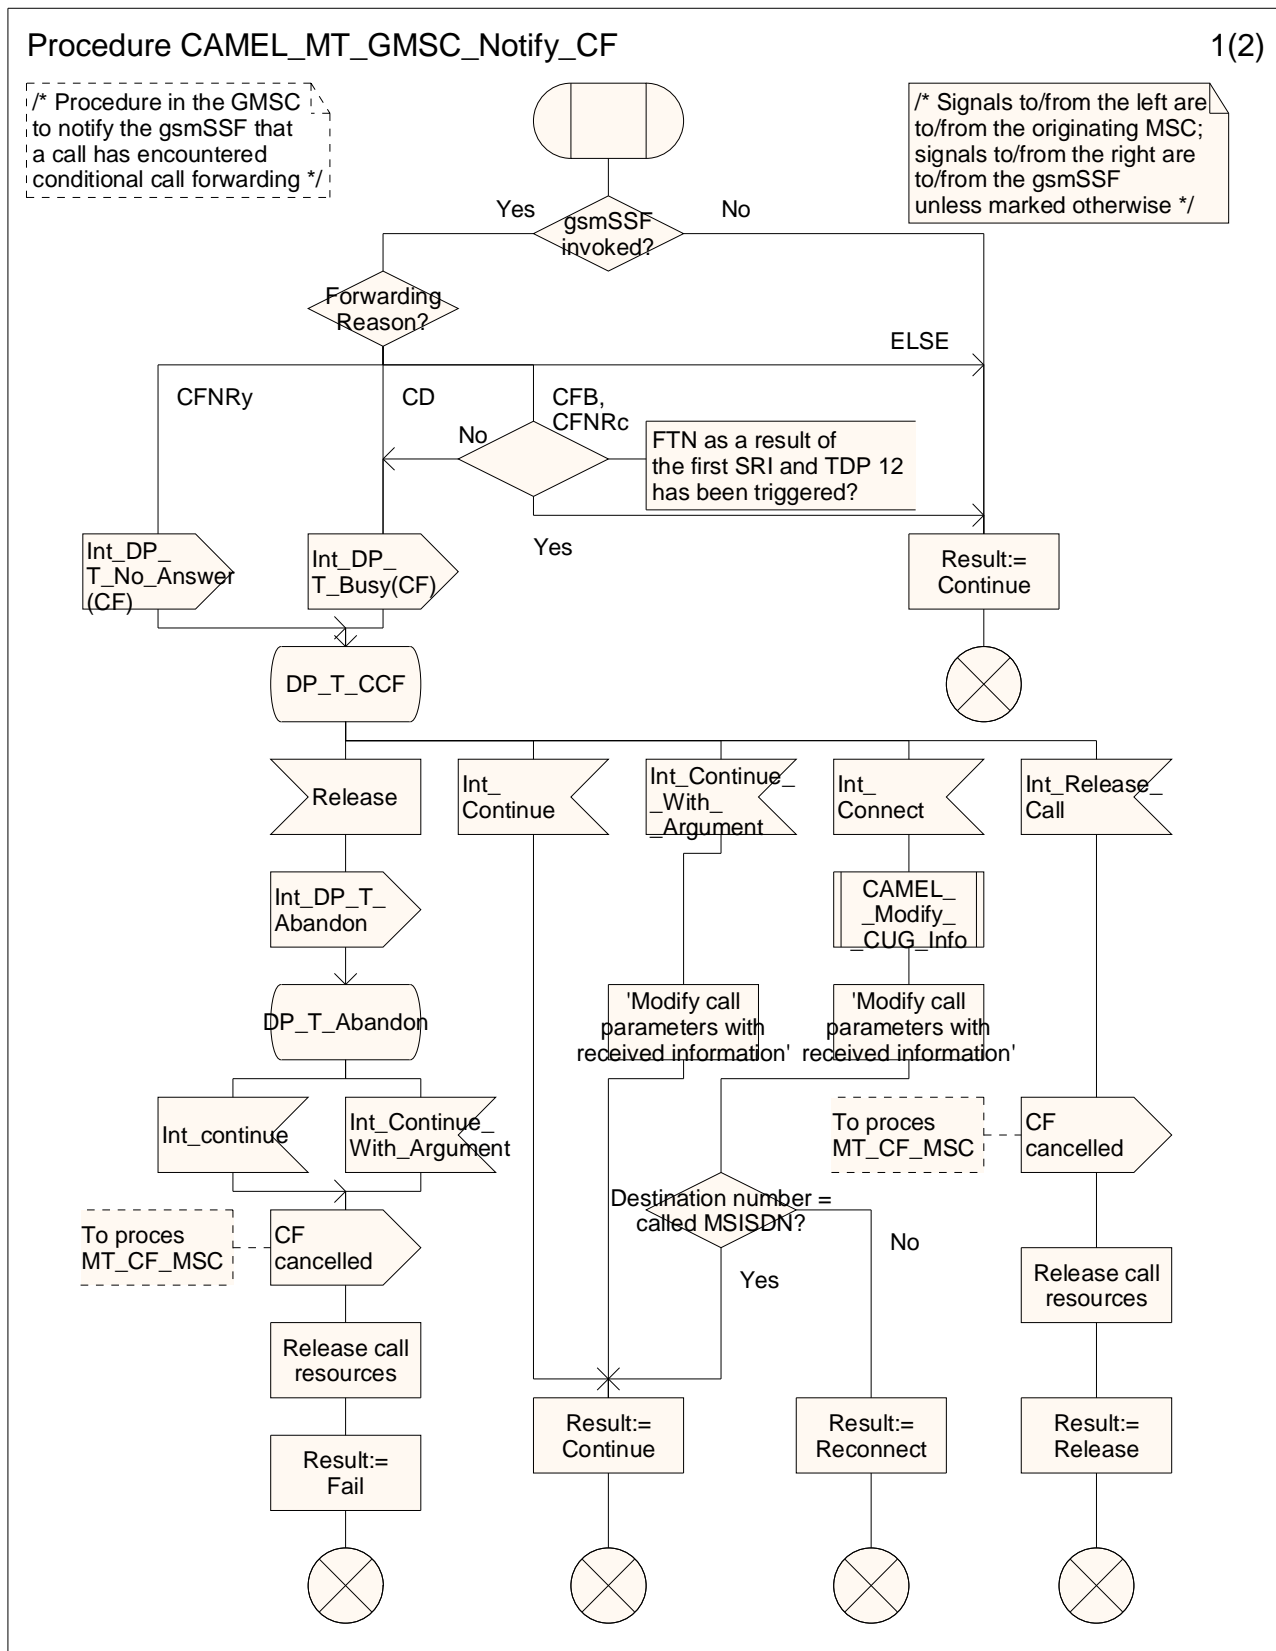 Procedure CAMEL_MT_GMSC_Notify_CF
1(2)
/* Procedure in the GMSC
to notify the gsmSSF that
a call has encountered
conditional call forwarding */
/* Signals to/from the left are
to/from the originating MSC;
signals to/from the right are
to/from the gsmSSF
unless marked otherwise */
Yes
gsmSSF
invoked?
No
Forwarding
Reason?
ELSE
CFNRy
CD
CFB,
CFNRc
No
FTN as a result of
the first SRI and TDP 12
has been triggered?
Yes
Int_DP_
T_No_Answer
(CF)
Int_DP_
T_Busy(CF)
Result:=
Continue
DP_T_CCF
Release
Int_
Continue
Int_Continue_
_With_
_Argument
Int_
Connect
Int_Release_
Call
Int_DP_T_
Abandon
CAMEL_
_Modify_
_CUG_Info
DP_T_Abandon
'Modify call
parameters with
received information'
'Modify call
parameters with
received information'
Int_continue
Int_Continue_
With_Argument
To proces
MT_CF_MSC
CF
cancelled
Destination number =
called MSISDN?
No
Yes
To proces
MT_CF_MSC
CF
cancelled
Release call
resources
Release call
resources
Result:=
Fail
Result:=
Continue
Result:=
Reconnect
Result:=
Release